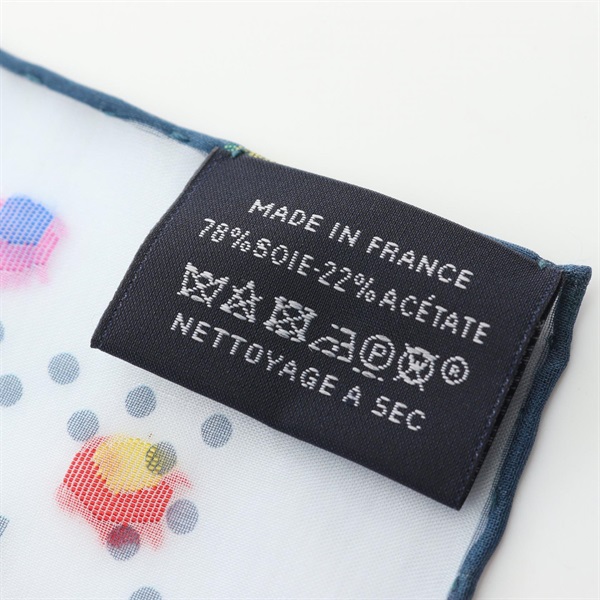 MADE IN FRANCE
78%SOIE-22%ACÉTATE
P W ®
NETTOYAGE A SEC